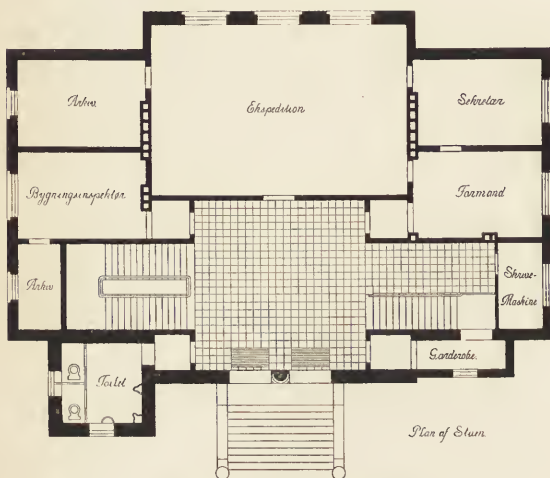 Arkiv
Ekspedition
Sekretær
Bygningsinspektør
Formand
Arkiv
Skrive-
Maskine
Toilet
Garderobe.
Plan af Stuen